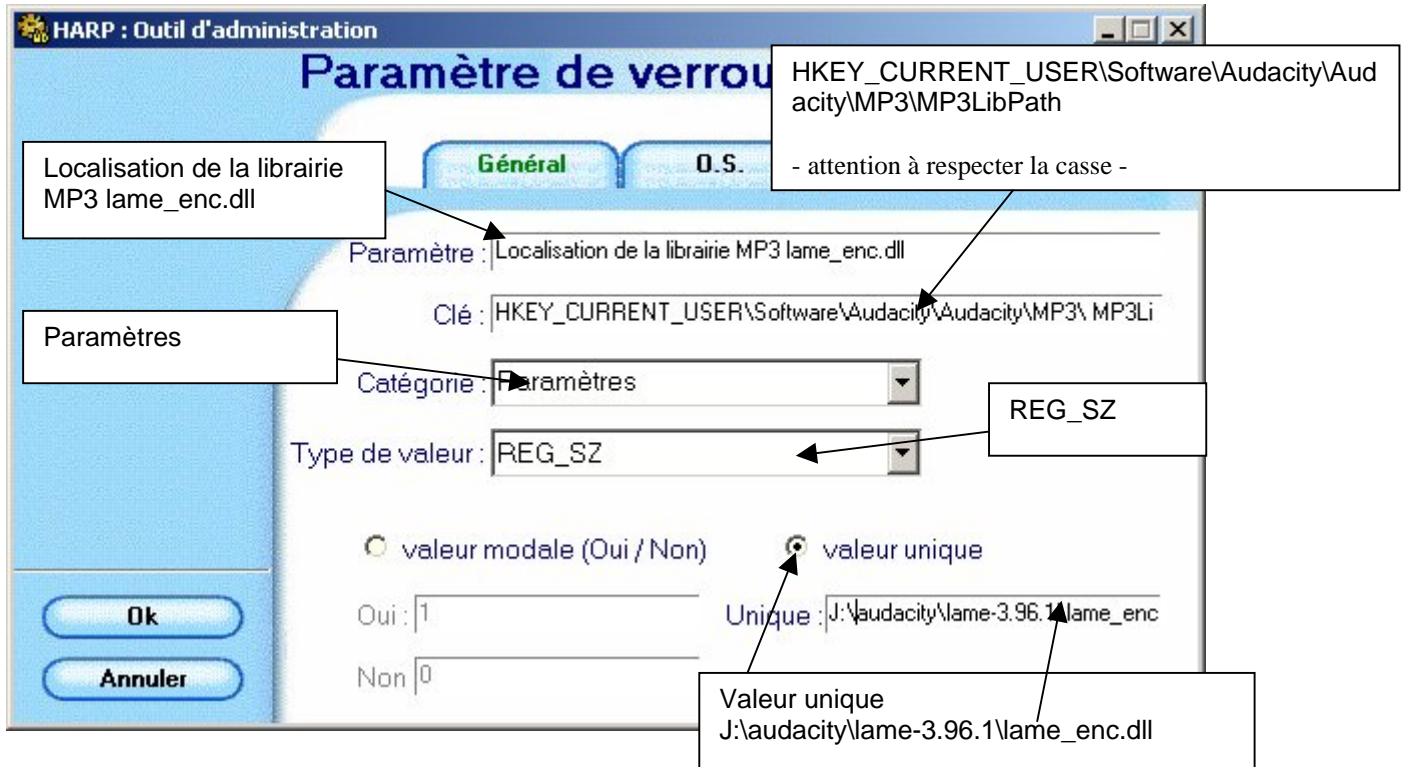 HARP : Outil d'administration
Paramètre de verrou
HKEY_CURRENT_USER\Software\Audacity\Aud
acity\MP3\MP3LibPath
- attention à respecter la casse -
Général
O.S.
Localisation de la librairie
MP3 lame_enc.dll
Paramètre : Localisation de la librairie MP3 lame_enc.dll
Clé : HKEY_CURRENT_USER\Software\Audacity\Audacity\MP3\ MP3Li
Paramètres
Catégorie : Paramètres
REG_SZ
Type de valeur : REG_SZ
valeur modale (Oui / Non)
valeur unique
Ok
Oui : 1
Unique : J:\audacity\lame-3.96.1\lame_enc
Annuler
Non 0
Valeur unique
J:\audacity\lame-3.96.1\lame_enc.dll